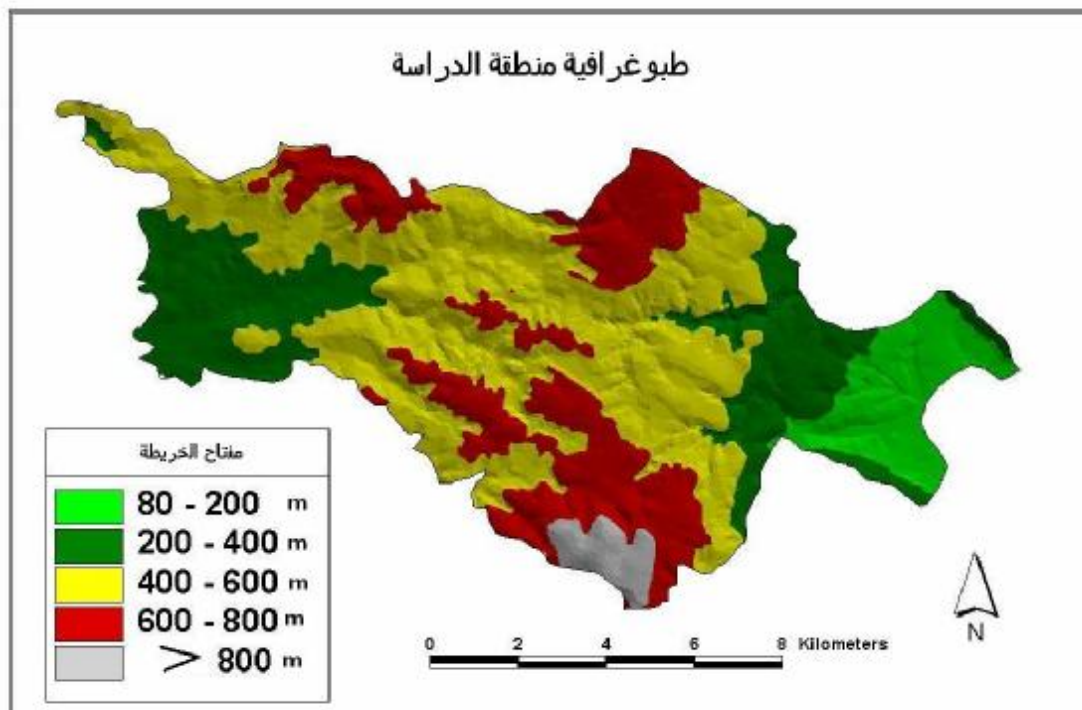 طبوغرافية منطقة الدراسة
منتاح الخريطة
80 - 200 m
200 - 400 m
400 - 600 m
600 - 800 m
> 800 m
0 2 4 6 8 Kilometers
N